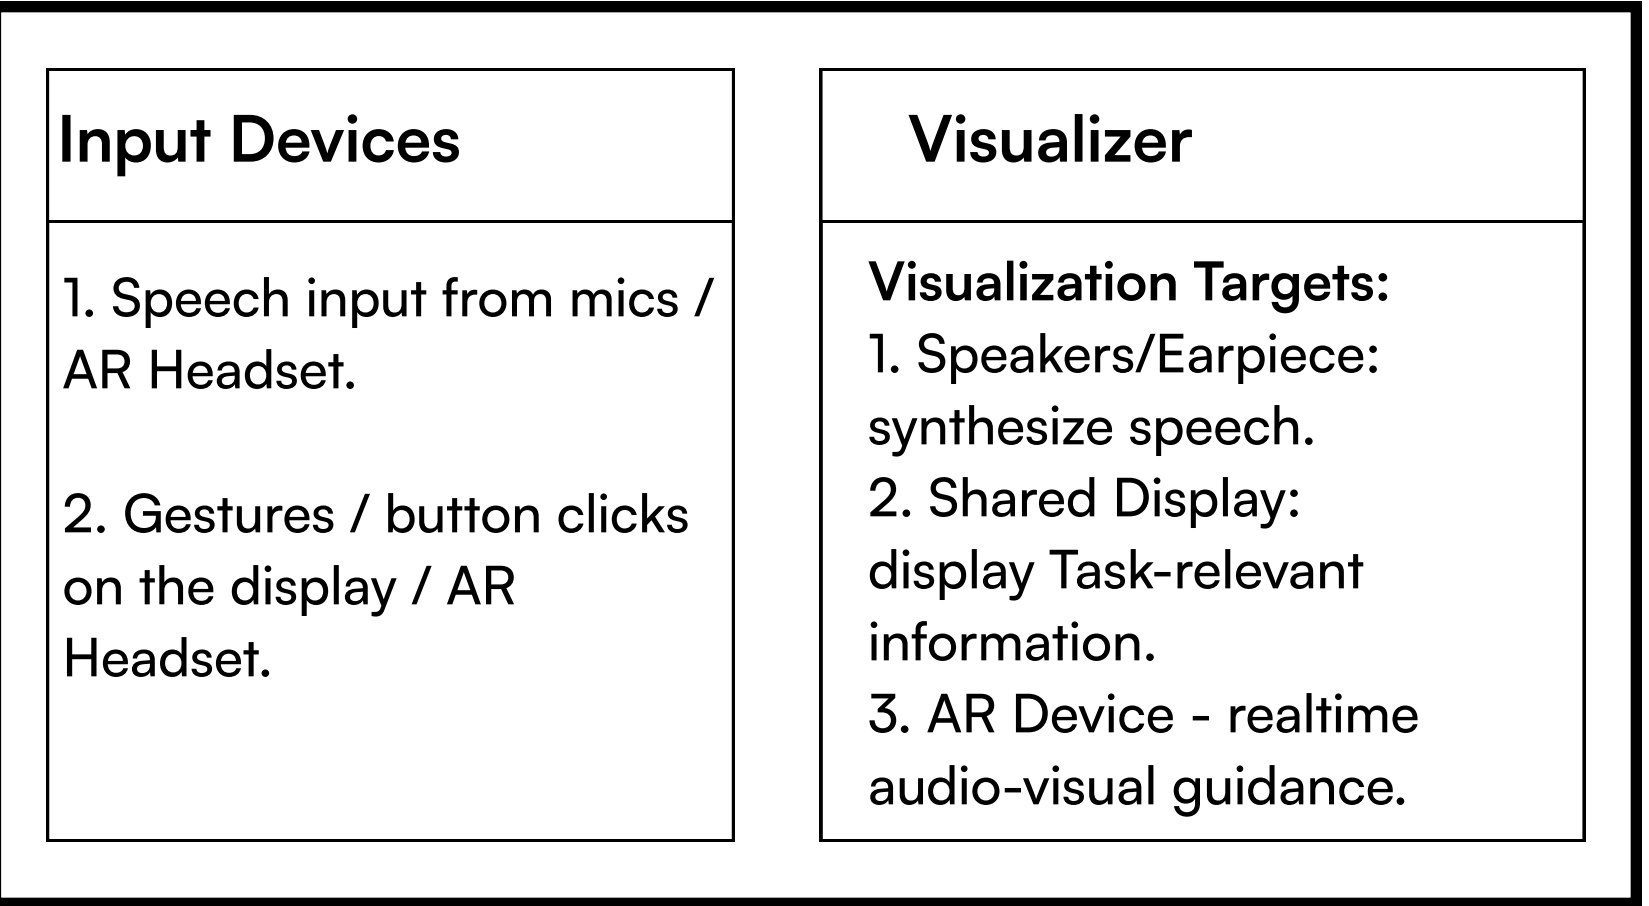 Input Devices
1. Speech input from mics /
AR Headset.
2. Gestures / button clicks
on the display / AR
Headset.
Visualizer
Visualization Targets:
1. Speakers/Earpiece:
synthesize speech.
2. Shared Display:
display Task-relevant
information.
3. AR Device - realtime
audio-visual guidance.